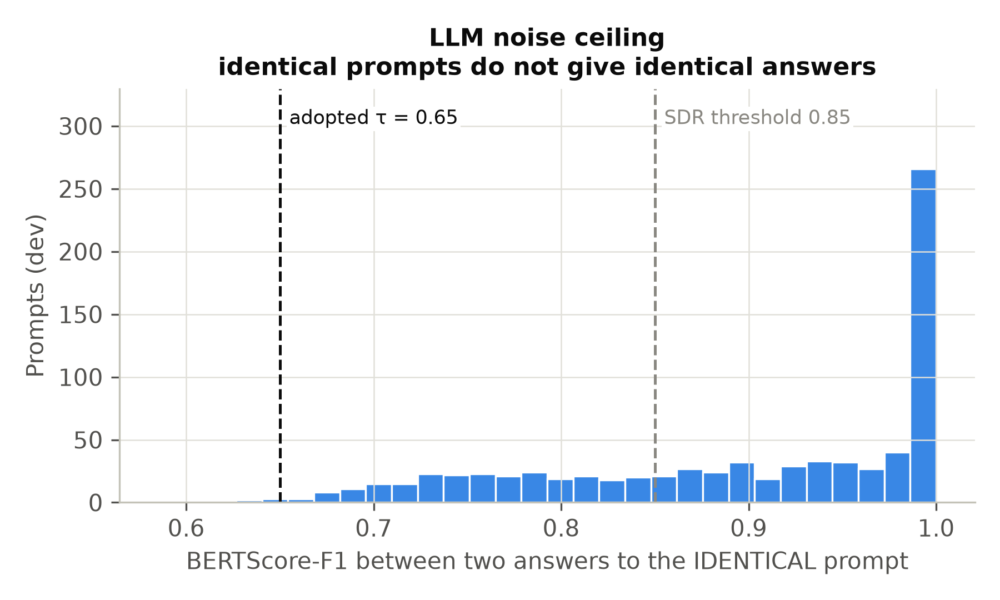 LLM noise ceiling
identical prompts do not give identical answers
adopted τ = 0.65
SDR threshold 0.85
Prompts (dev)
300
250
200
150
100
50
0
0.6 0.7 0.8 0.9 1.0
BERTScore-F1 between two answers to the IDENTICAL prompt